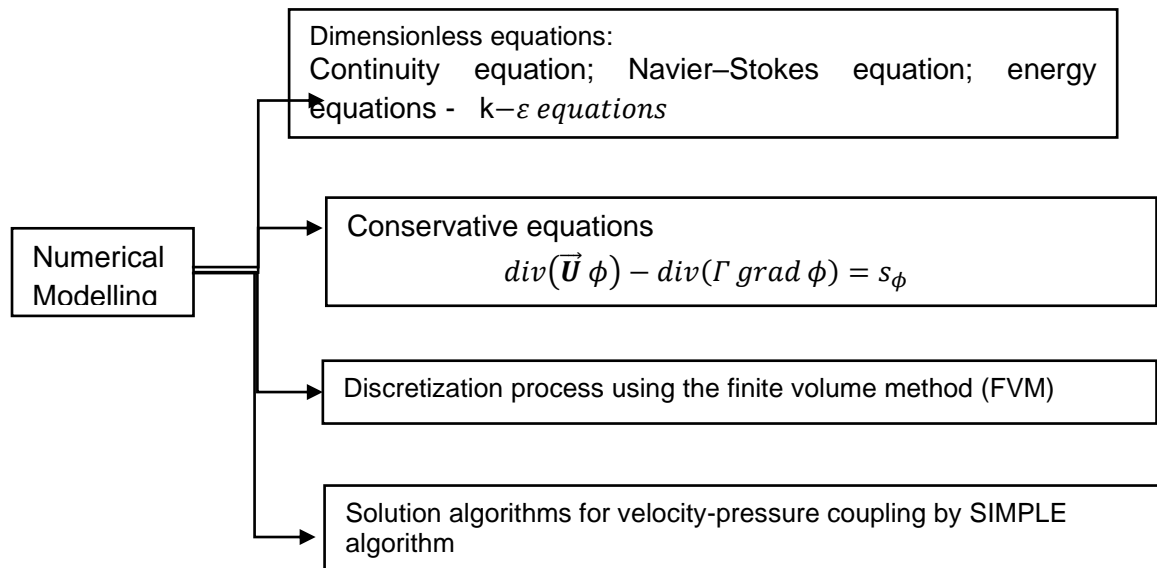 Dimensionless equations:
Continuity equation; Navier–Stokes equation; energy
equations - k−ε equations
Conservative equations
div(U⃗ ϕ) − div(Γ grad ϕ) = s_ϕ
Numerical
Modelling
Discretization process using the finite volume method (FVM)
Solution algorithms for velocity-pressure coupling by SIMPLE
algorithm